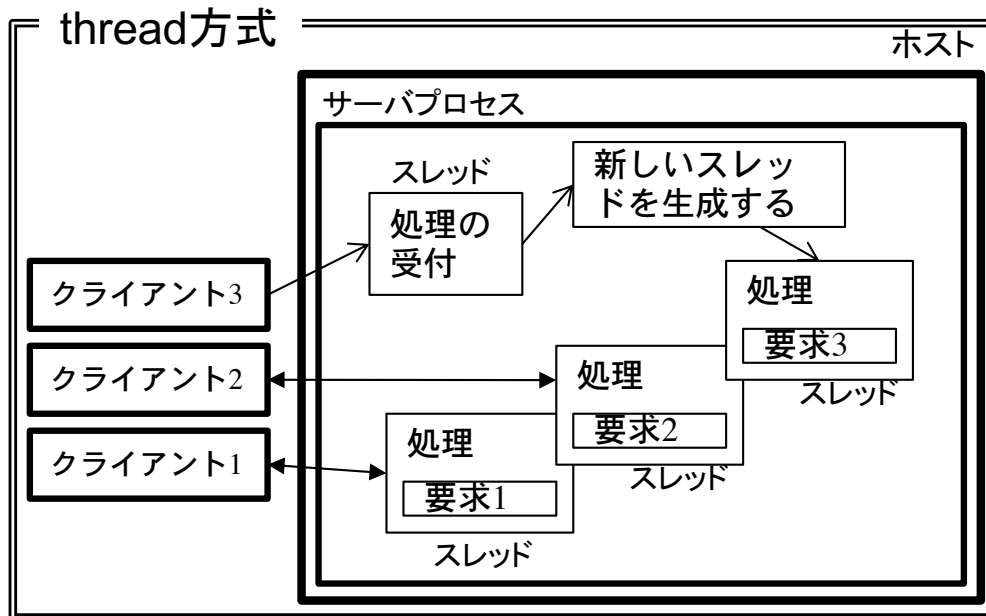 thread方式
ホスト
サーバプロセス
スレッド
処理の
受付
新しいスレッ
ドを生成する
クライアント3
処理
要求3
スレッド
クライアント2
処理
要求2
スレッド
クライアント1
処理
要求1
スレッド